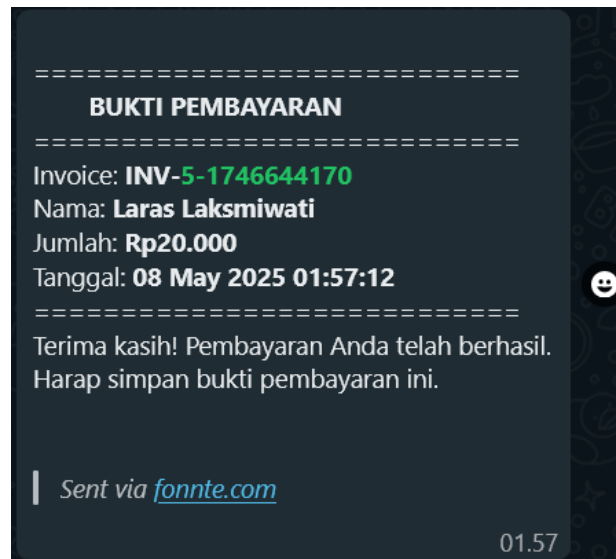 ============================
BUKTI PEMBAYARAN
============================
Invoice: INV-5-1746644170
Nama: Laras Laksmiwati
Jumlah: Rp20.000
Tanggal: 08 May 2025 01:57:12
============================
Terima kasih! Pembayaran Anda telah berhasil.
Harap simpan bukti pembayaran ini.
Sent via fonnte.com
01.57